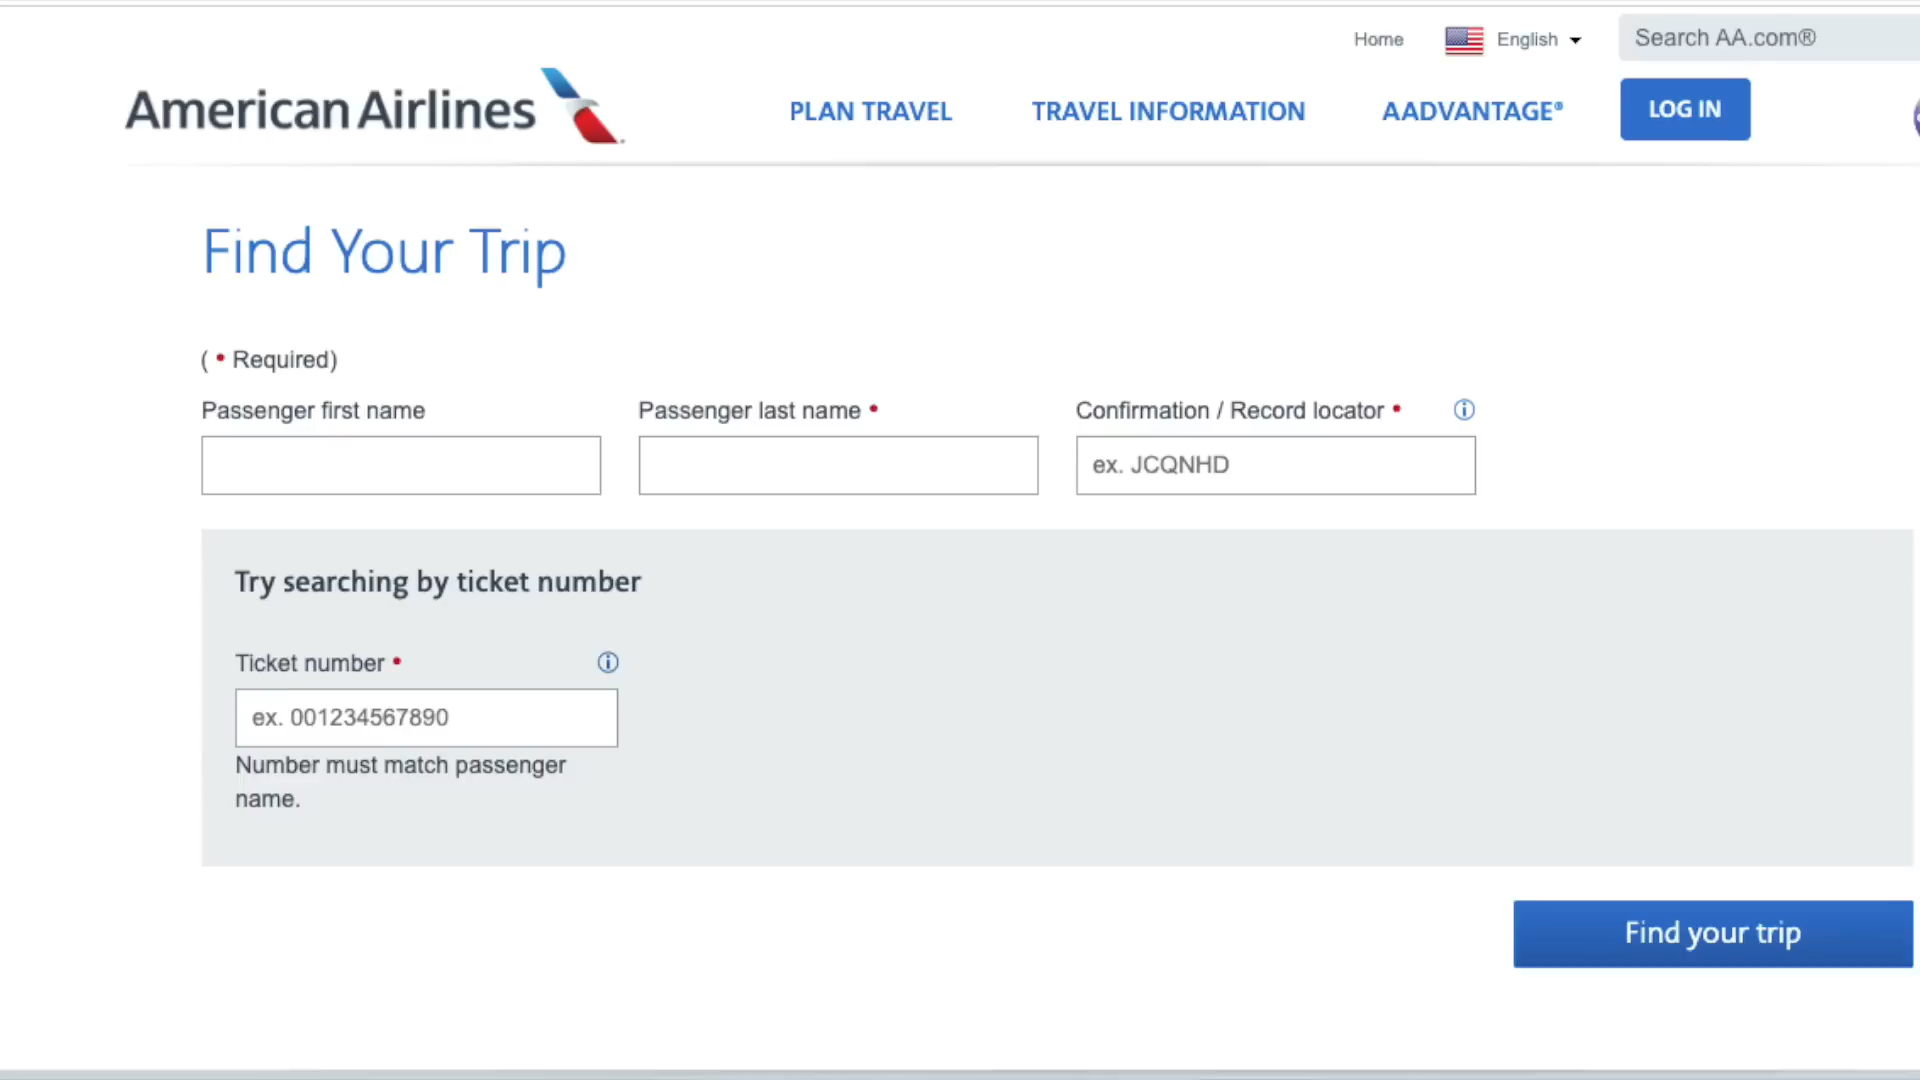 Home
English
Search AA.com®
American Airlines
PLAN TRAVEL
TRAVEL INFORMATION
AADVANTAGE®
LOG IN
Find Your Trip
( • Required)
Passenger first name
Passenger last name •
Confirmation / Record locator •
ex. JCQNHD
Try searching by ticket number
Ticket number •
ex. 001234567890
Number must match passenger
name.
Find your trip